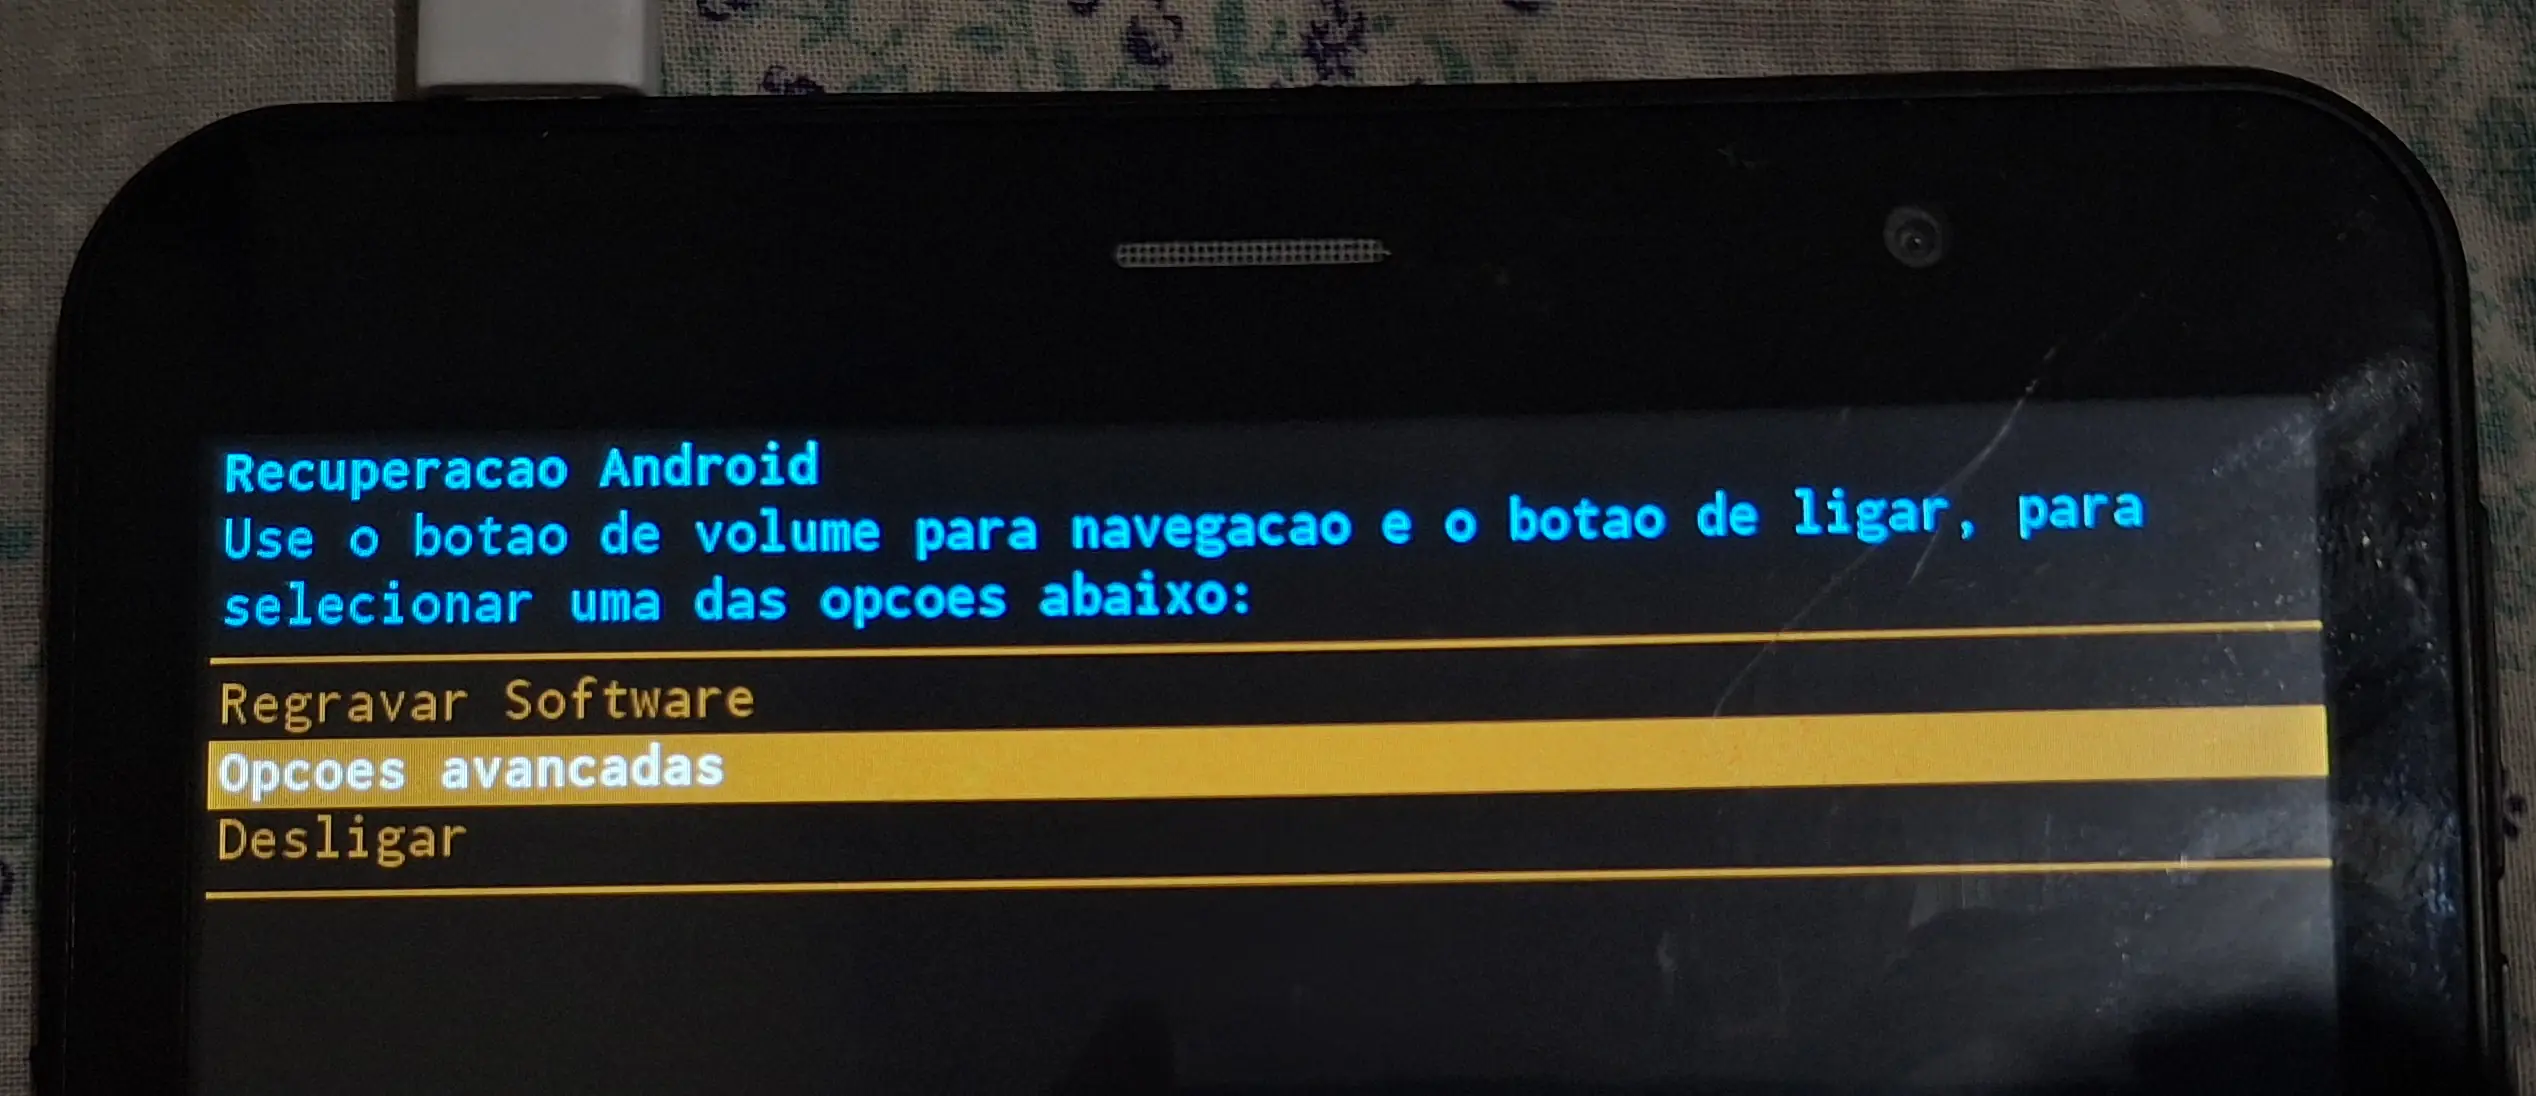 Recuperacao Android
Use o botao de volume para navegacao e o botao de ligar, para
selecionar uma das opcoes abaixo:
Regravar Software
Opcoes avancadas
Desligar